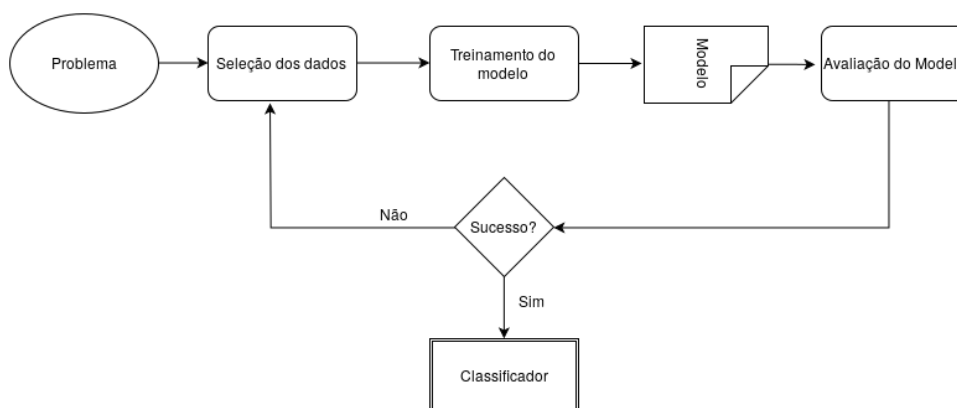 Problema
Seleção dos dados
Treinamento do
modelo
Modelo
Avaliação do Model
Não
Sucesso?
Sim
Classificador